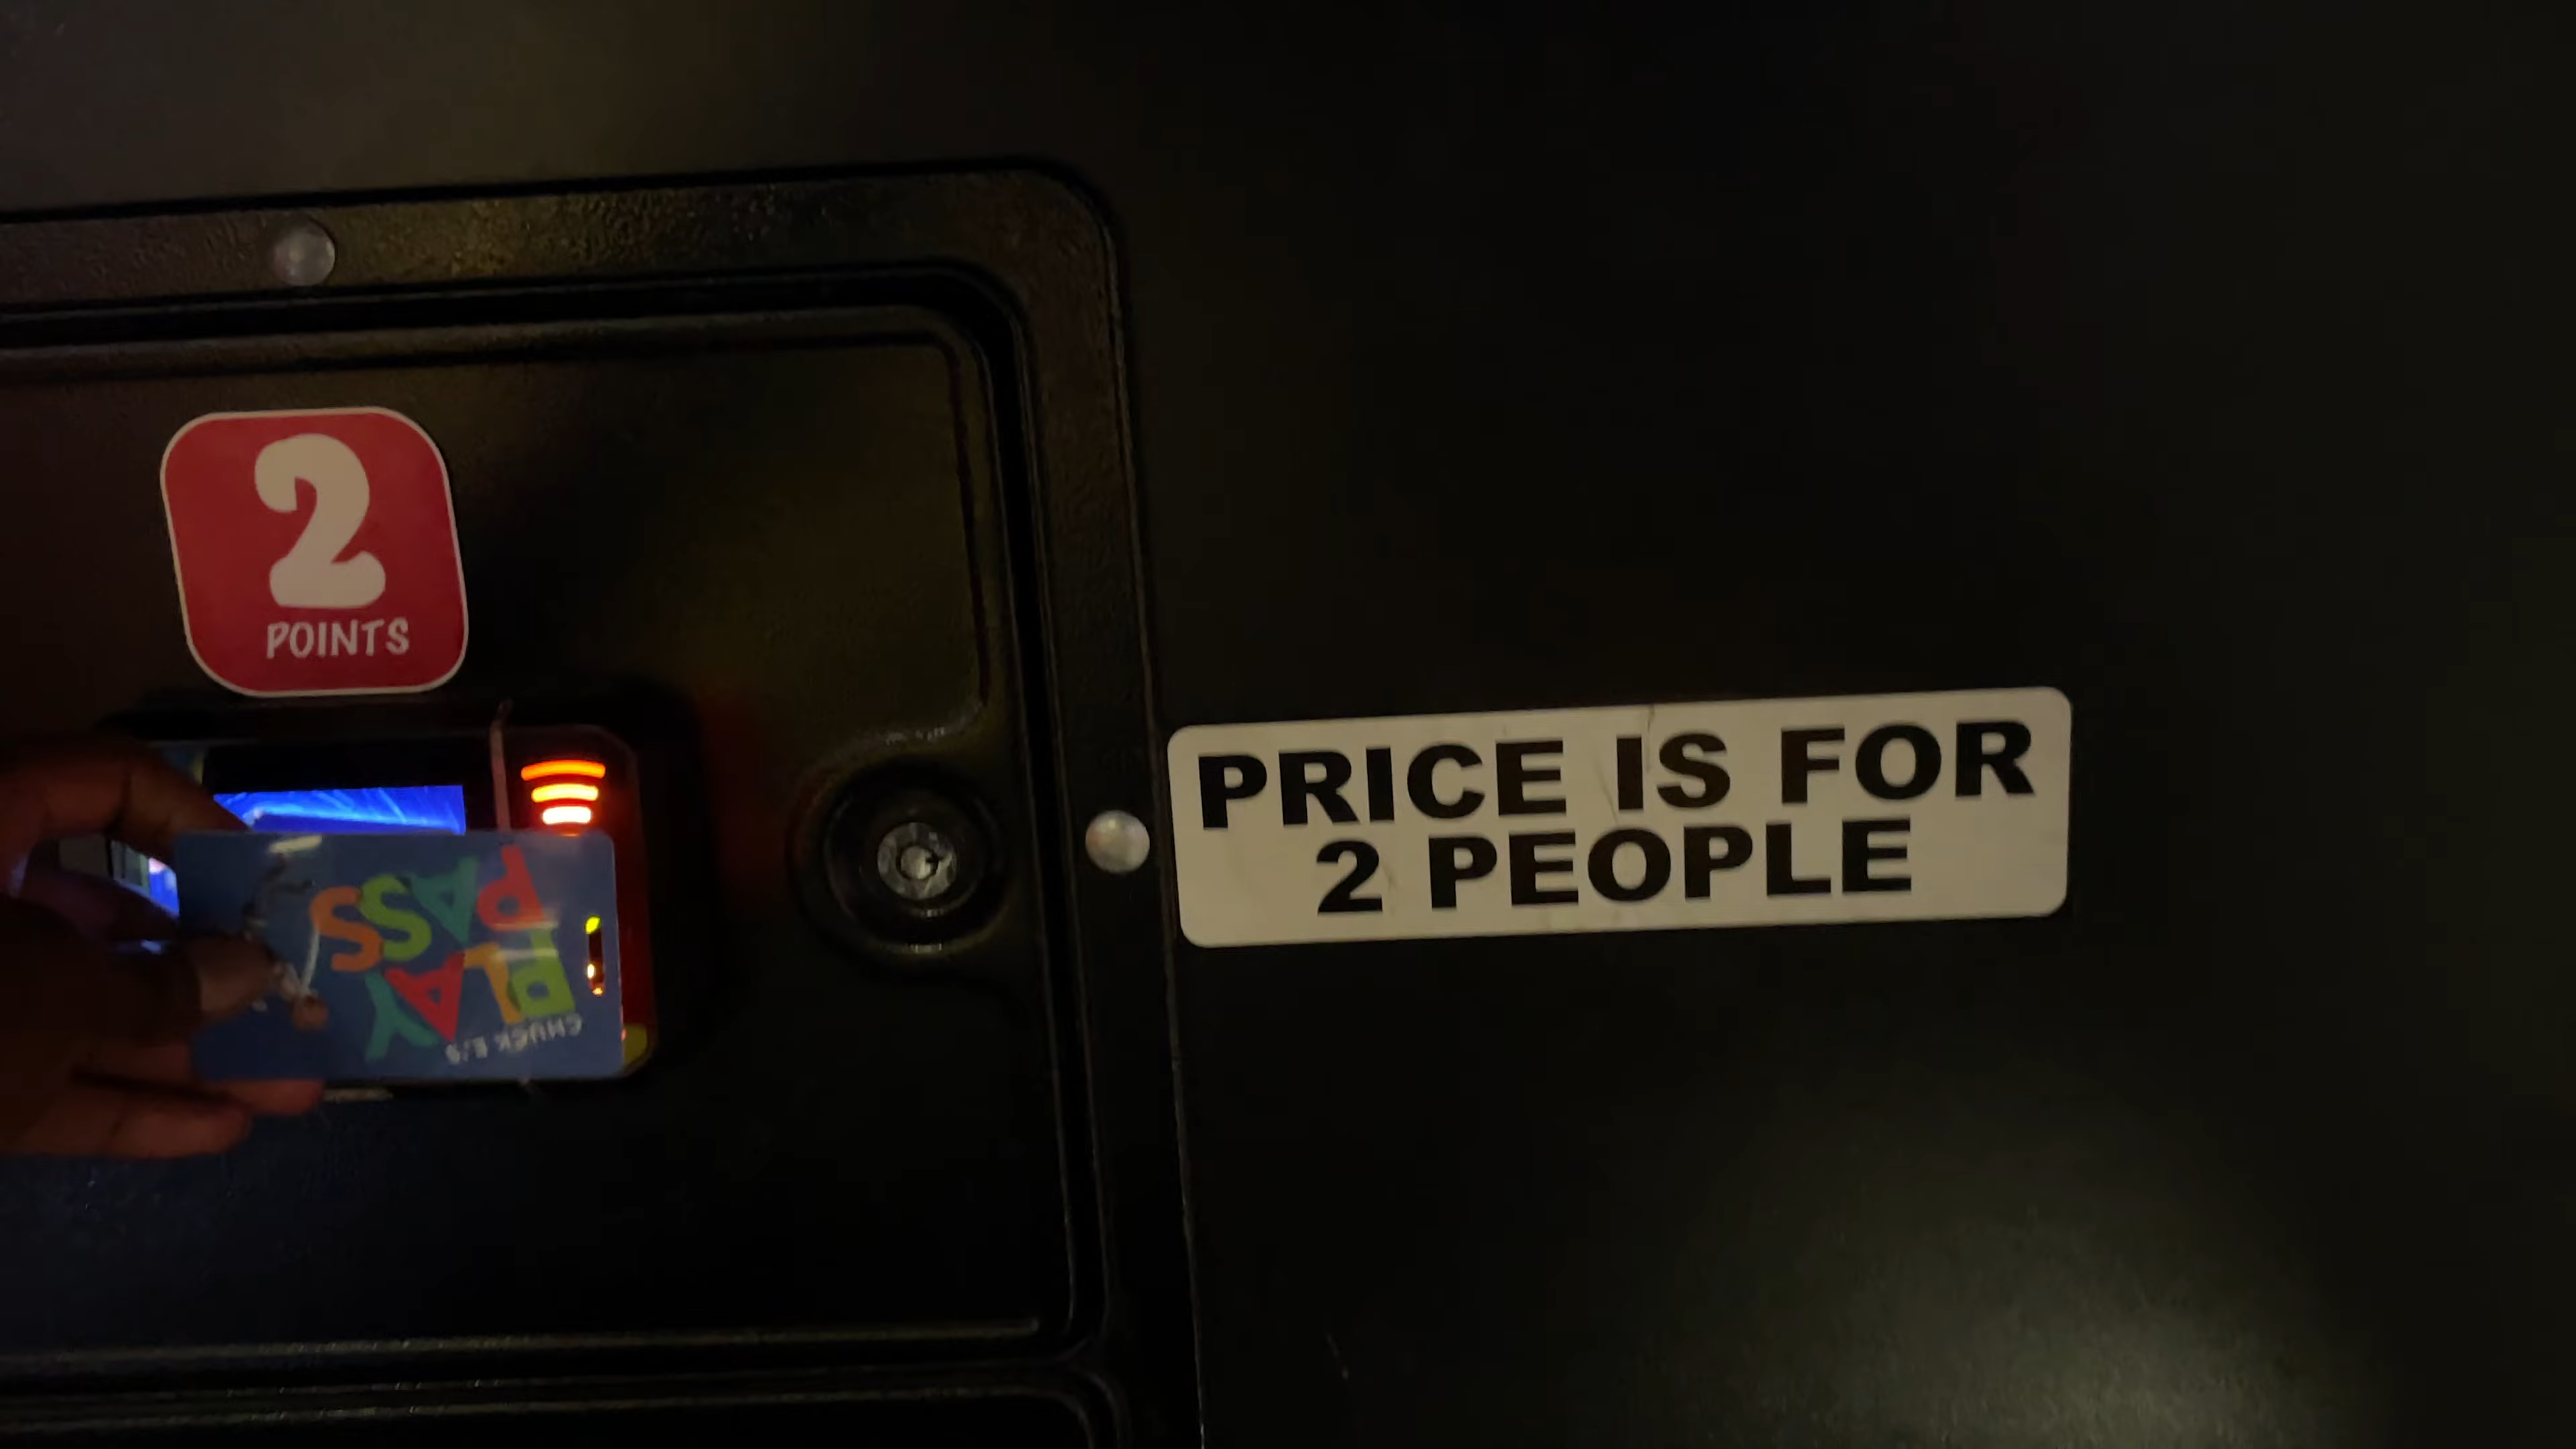 2
POINTS
PRICE IS FOR
2 PEOPLE
CHUCK E.'S
PLAY
PASS